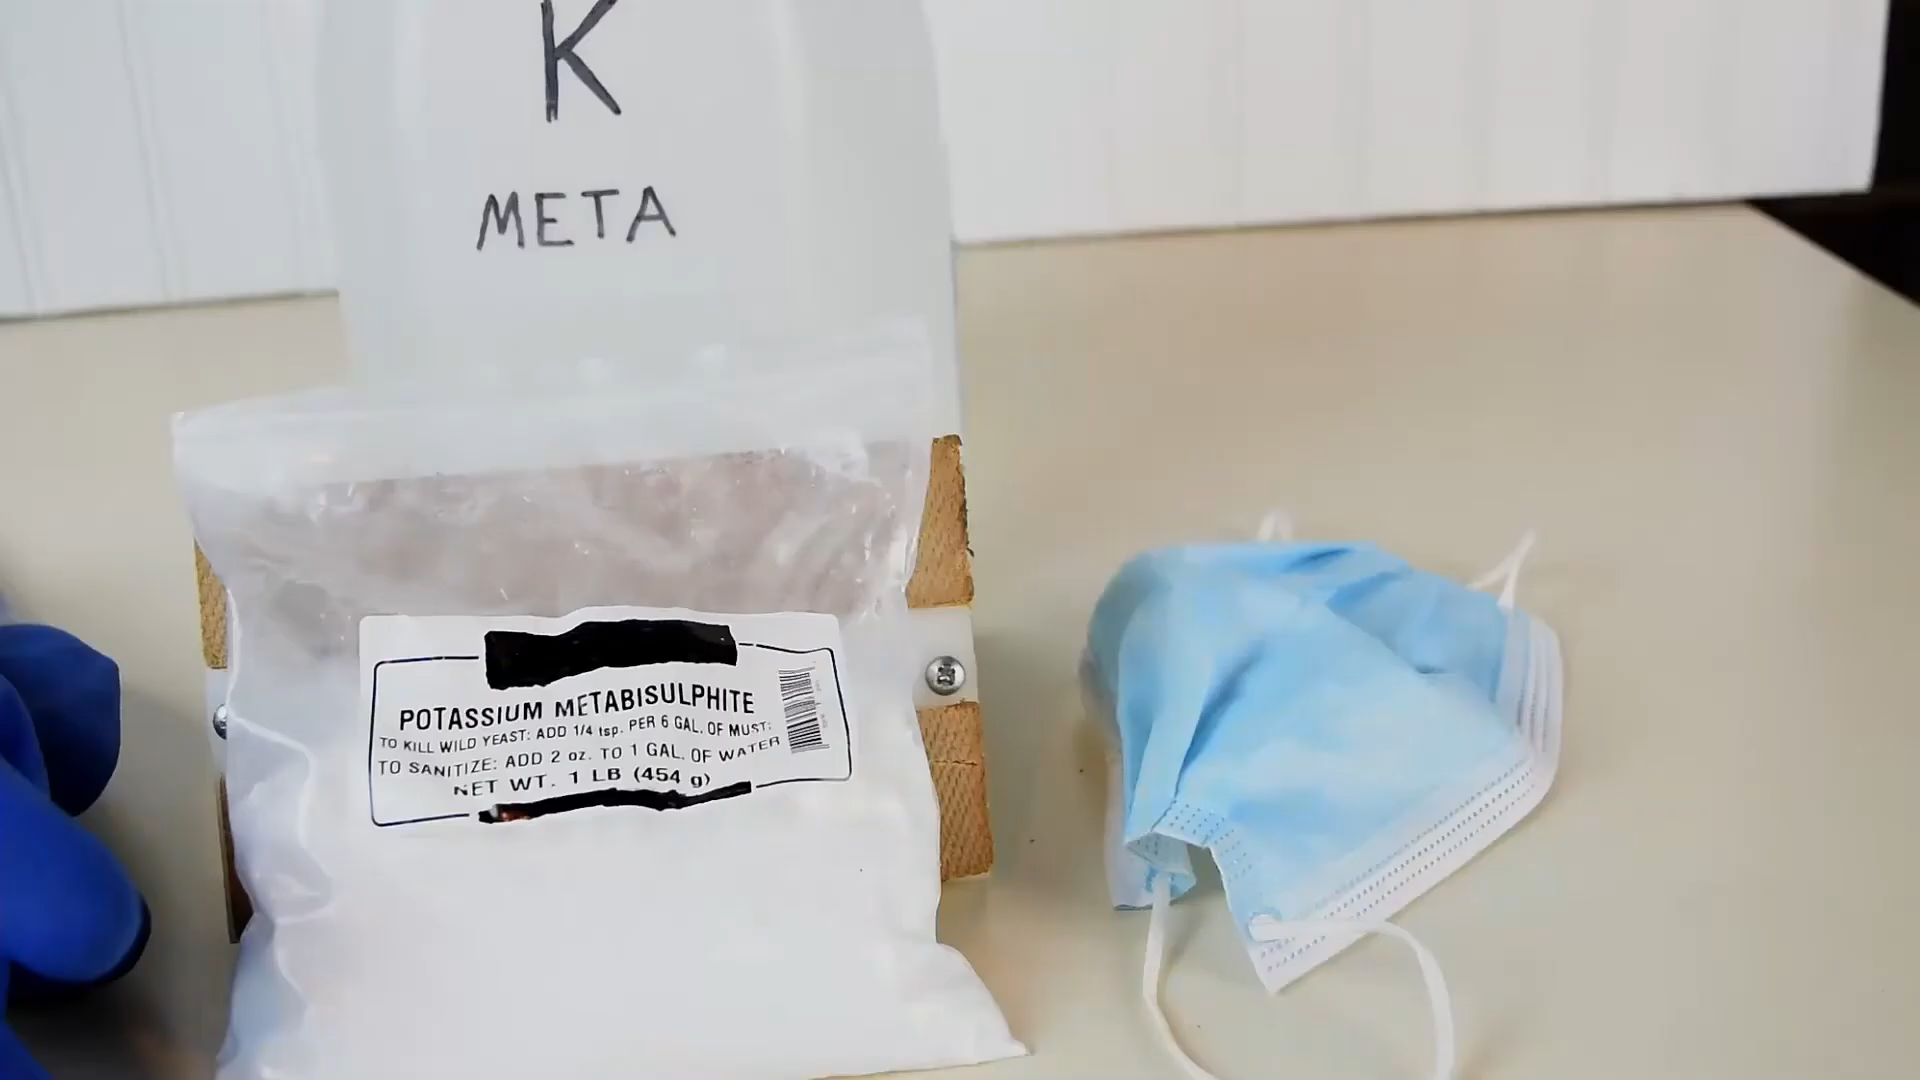 K
META
POTASSIUM METABISULPHITE
TO KILL WILD YEAST: ADD 1/4 tsp. PER 6 GAL. OF MUST:
TO SANITIZE: ADD 2 oz. TO 1 GAL. OF WATER
NET WT. 1 LB (454 g)